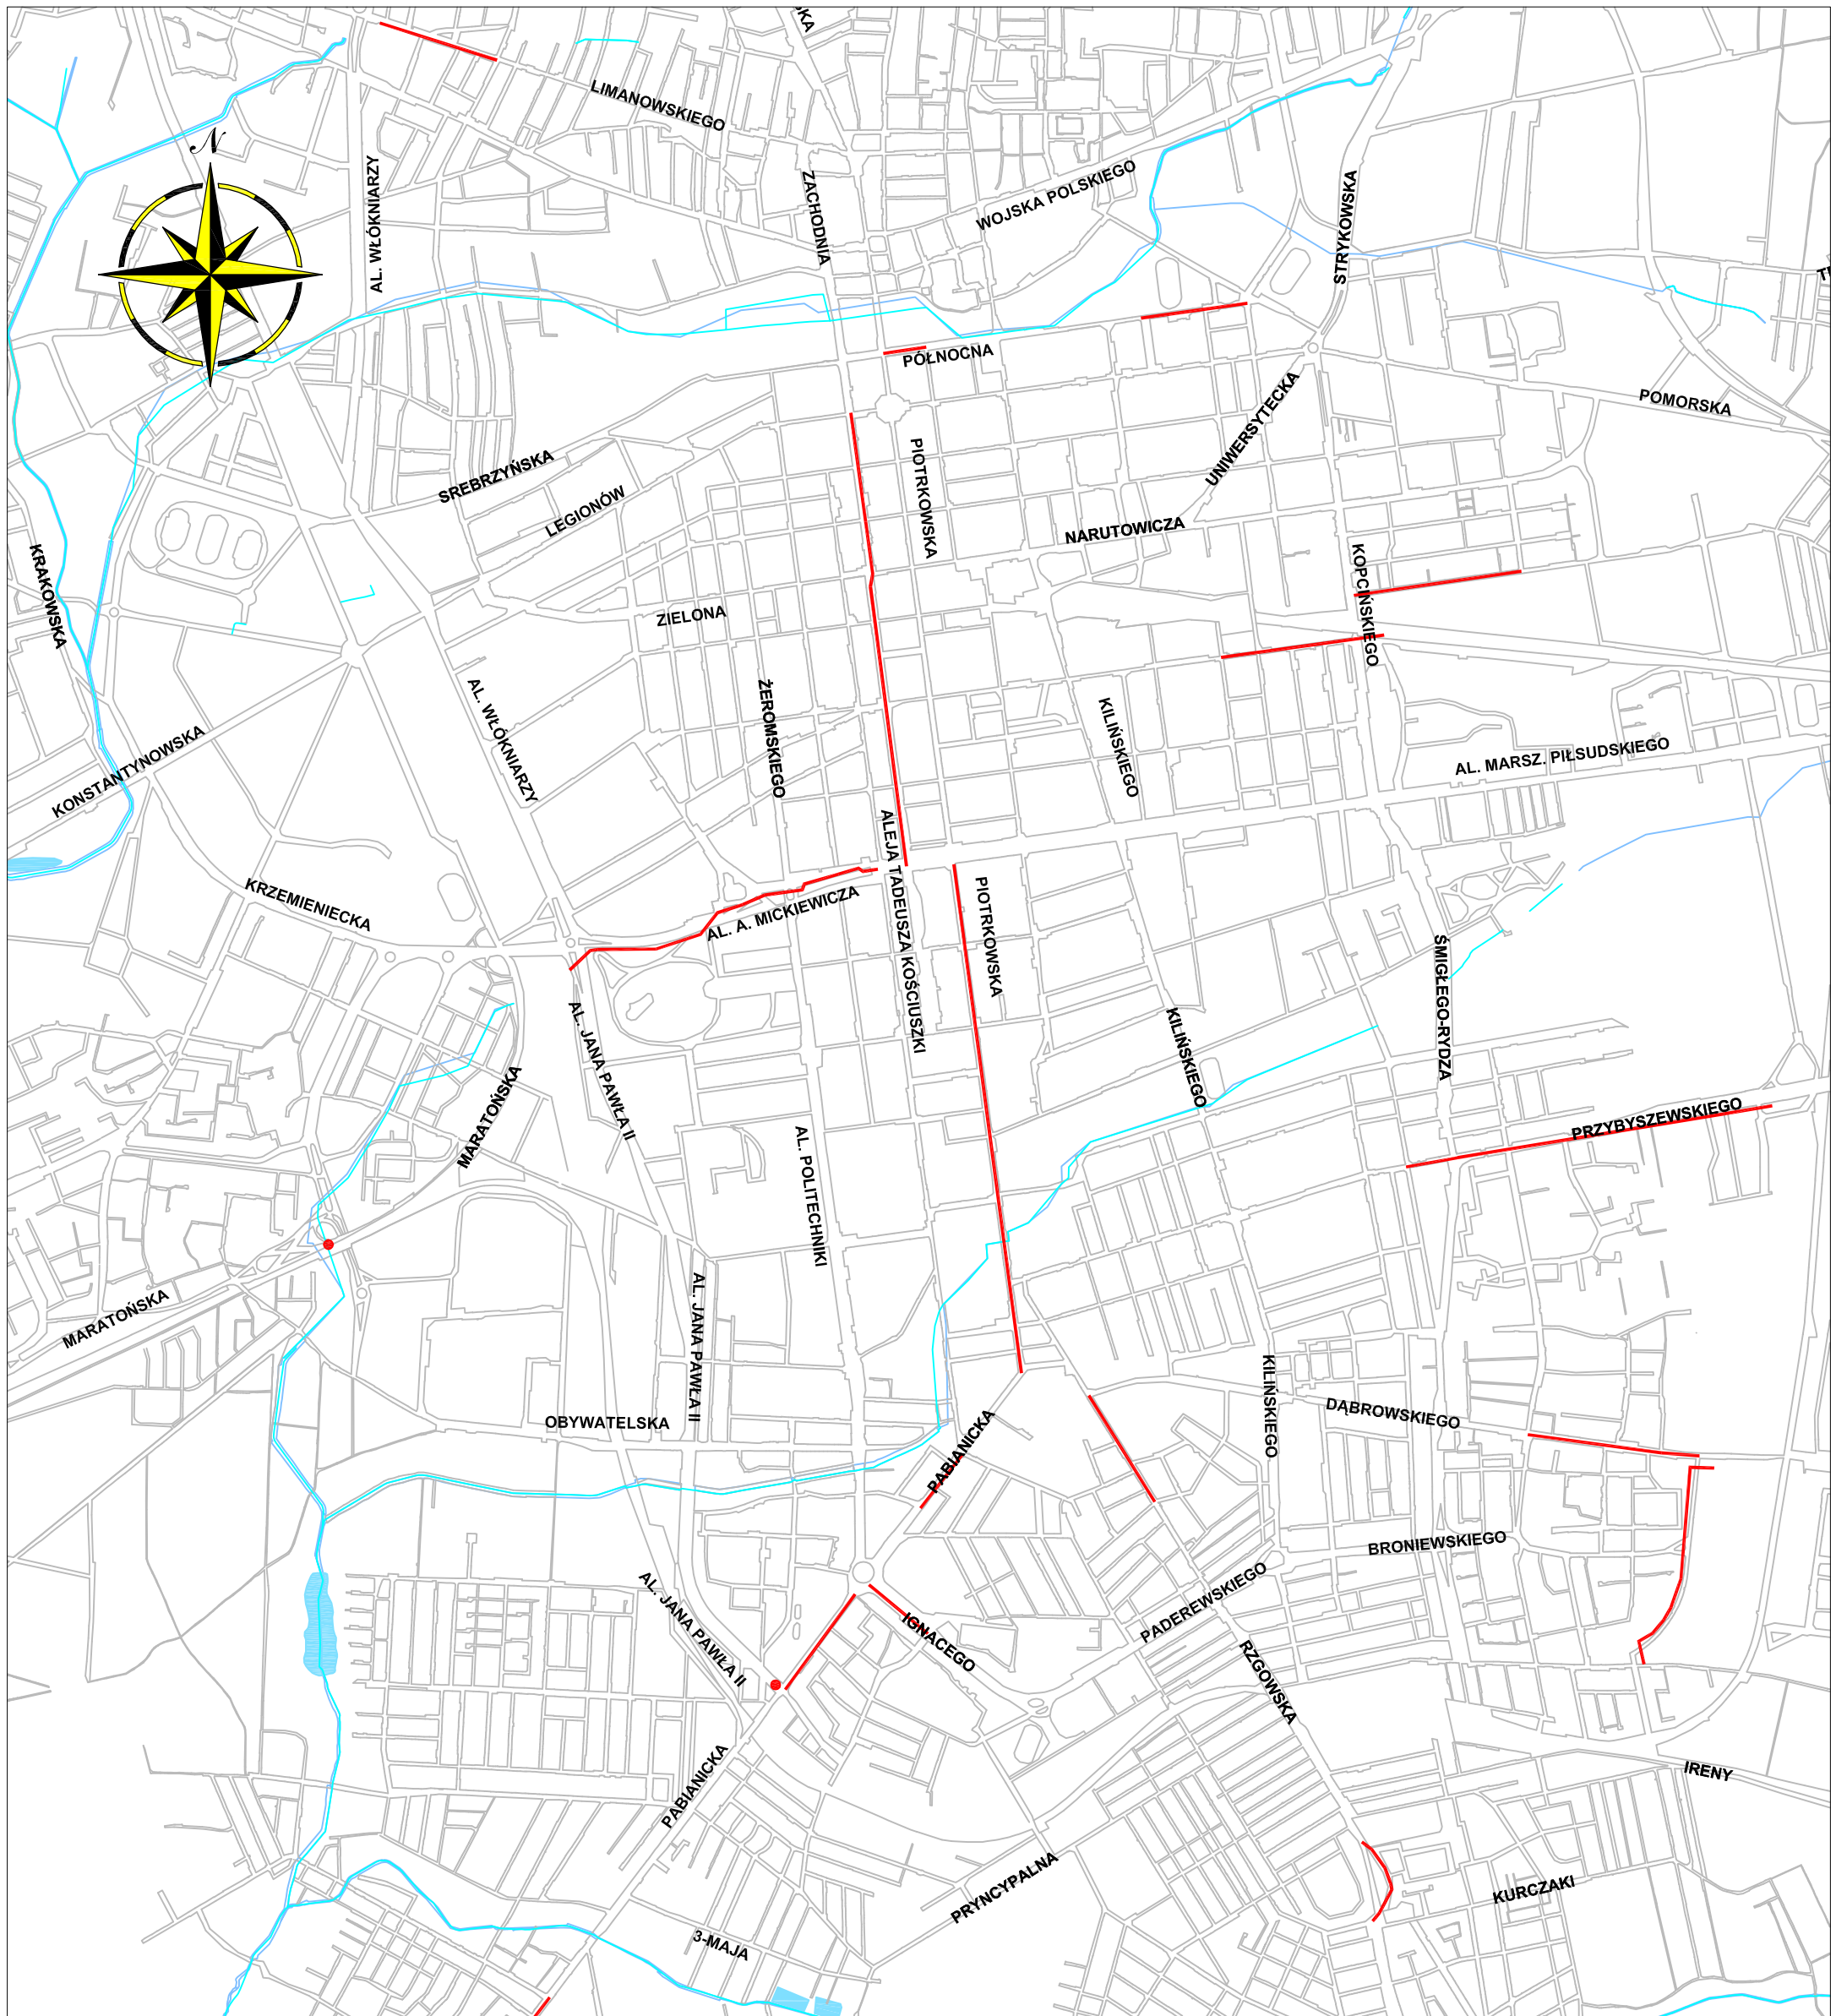 SKA
LIMANOWSKIEGO
N
AL. WŁÓKNIARZY
ZACHODNIA
WOJSKA POLSKIEGO
STRYKOWSKA
PÓŁNOCNA
UNIWERSYTECKA
POMORSKA
SREBRZYŃSKA
LEGIONÓW
PIOTRKOWSKA
NARUTOWICZA
KRAKOWSKA
KOPCIŃSKIEGO
ZIELONA
AL. WŁÓKNIARZY
ŻEROMSKIEGO
KILIŃSKIEGO
KONSTANTYNOWSKA
AL. MARSZ. PIŁSUDSKIEGO
ALEJA TADEUSZA KOŚCIUSZKI
KRZEMIENIECKA
AL. A. MICKIEWICZA
PIOTRKOWSKA
ŚMIGŁEGO-RYDZA
AL. JANA PAWŁA II
KILIŃSKIEGO
MARATOŃSKA
PRZYBYSZEWSKIEGO
AL. POLITECHNIKI
MARATOŃSKA
AL. JANA PAWŁA II
KILIŃSKIEGO
DĄBROWSKIEGO
OBYWATELSKA
PABIANICKA
BRONIEWSKIEGO
AL. JANA PAWŁA II
PADEREWSKIEGO
IGNACEGO
RZGOWSKA
PABIANICKA
IRENY
PRYNCYPALNA
KURCZAKI
3-MAJA